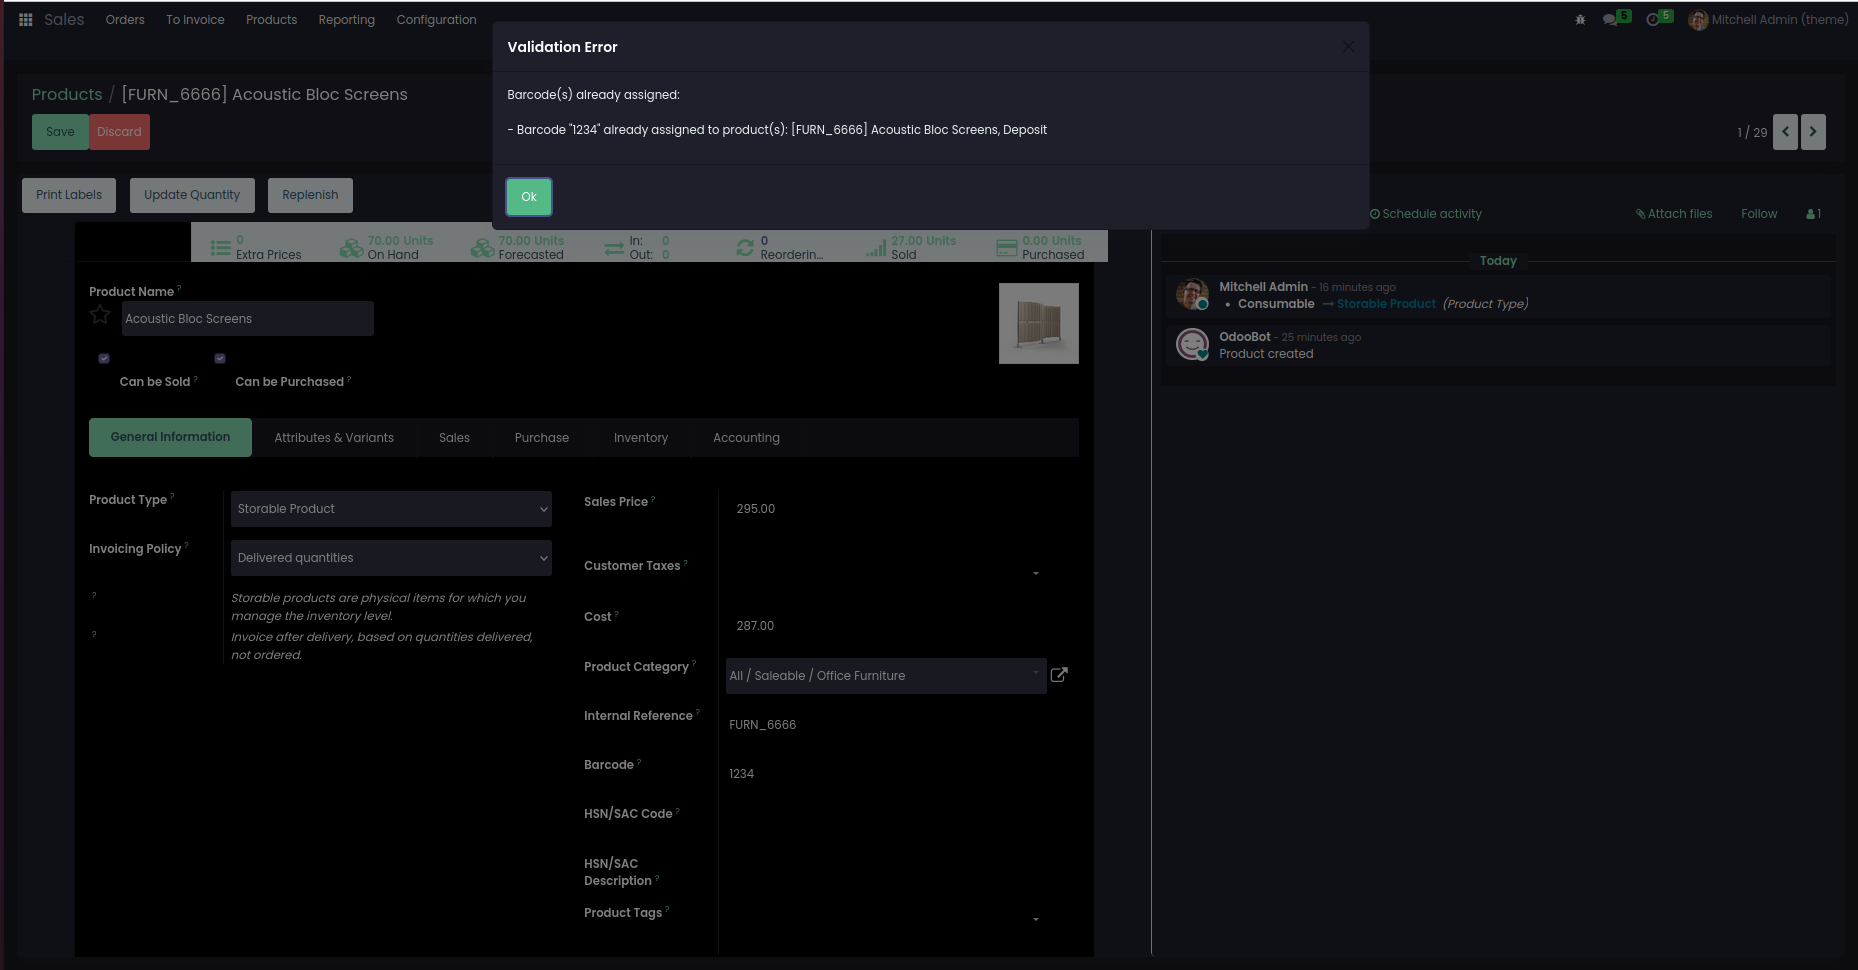 Sales Orders To Invoice Products Reporting Configuration 5 5 Mitchell Admin (theme)
Validation Error
Barcode(s) already assigned:
- Barcode "1234" already assigned to product(s): [FURN_6666] Acoustic Bloc Screens, Deposit
Ok
Products / [FURN_6666] Acoustic Bloc Screens
Save Discard
1 / 29
Print Labels Update Quantity Replenish
Schedule activity Attach files Follow 1
0 Extra Prices
70.00 Units On Hand
70.00 Units Forecasted
In: 0
Out: 0
0 Reorderin...
27.00 Units Sold
0.00 Units Purchased
Product Name ?
Acoustic Bloc Screens
Can be Sold ? Can be Purchased ?
General Information Attributes & Variants Sales Purchase Inventory Accounting
Product Type ? Storable Product
Invoicing Policy ? Delivered quantities
? Storable products are physical items for which you
manage the inventory level.
? Invoice after delivery, based on quantities delivered,
not ordered.
Sales Price ? 295.00
Customer Taxes ?
Cost ? 287.00
Product Category ? All / Saleable / Office Furniture
Internal Reference ? FURN_6666
Barcode ? 1234
HSN/SAC Code ?
HSN/SAC
Description ?
Product Tags ?
Today
Mitchell Admin - 16 minutes ago
• Consumable → Storable Product (Product Type)
OdooBot - 25 minutes ago
Product created